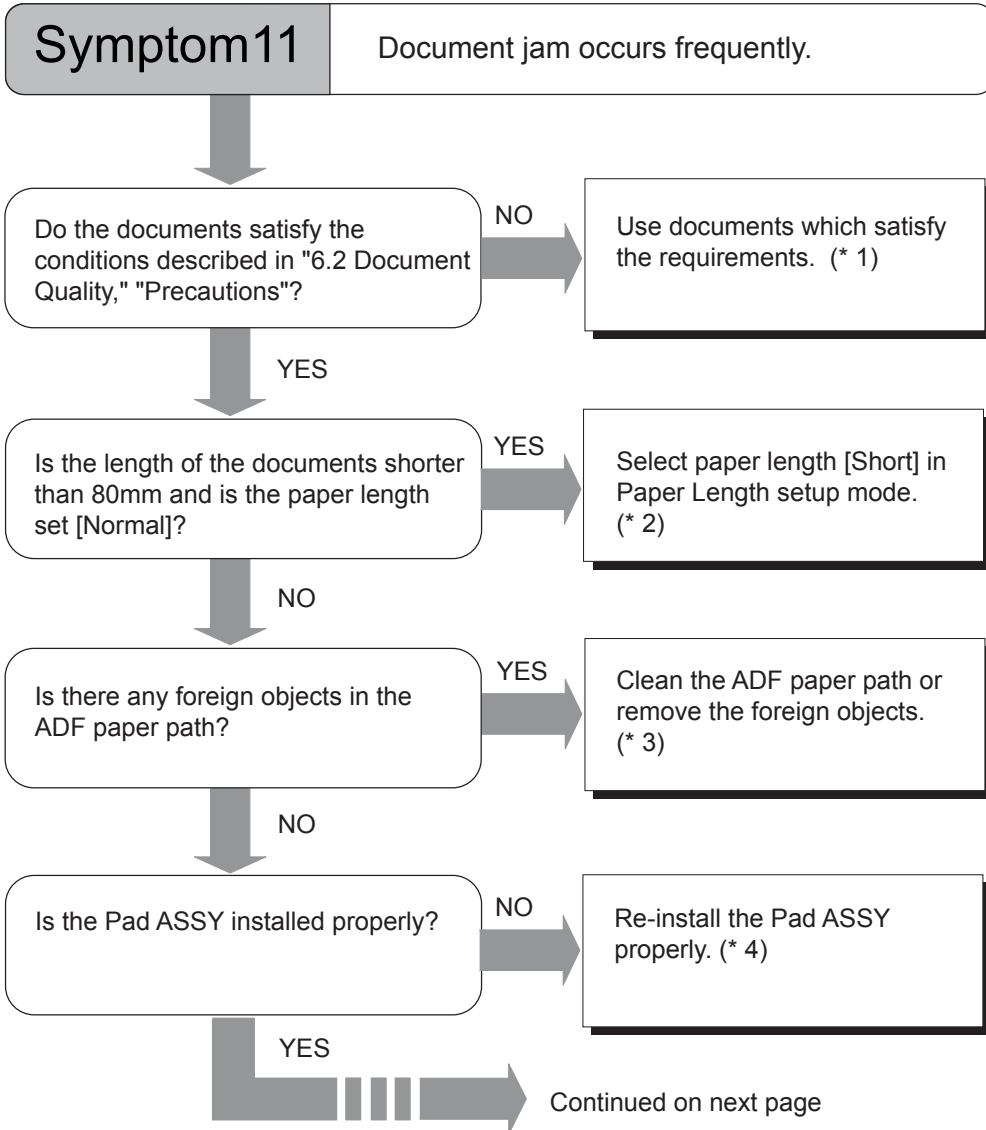 Symptom11
Document jam occurs frequently.
Do the documents satisfy the
conditions described in "6.2 Document
Quality," "Precautions"?
NO
Use documents which satisfy
the requirements. (* 1)
YES
Is the length of the documents shorter
than 80mm and is the paper length
set [Normal]?
YES
Select paper length [Short] in
Paper Length setup mode.
(* 2)
NO
Is there any foreign objects in the
ADF paper path?
YES
Clean the ADF paper path or
remove the foreign objects.
(* 3)
NO
Is the Pad ASSY installed properly?
NO
Re-install the Pad ASSY
properly. (* 4)
YES
Continued on next page